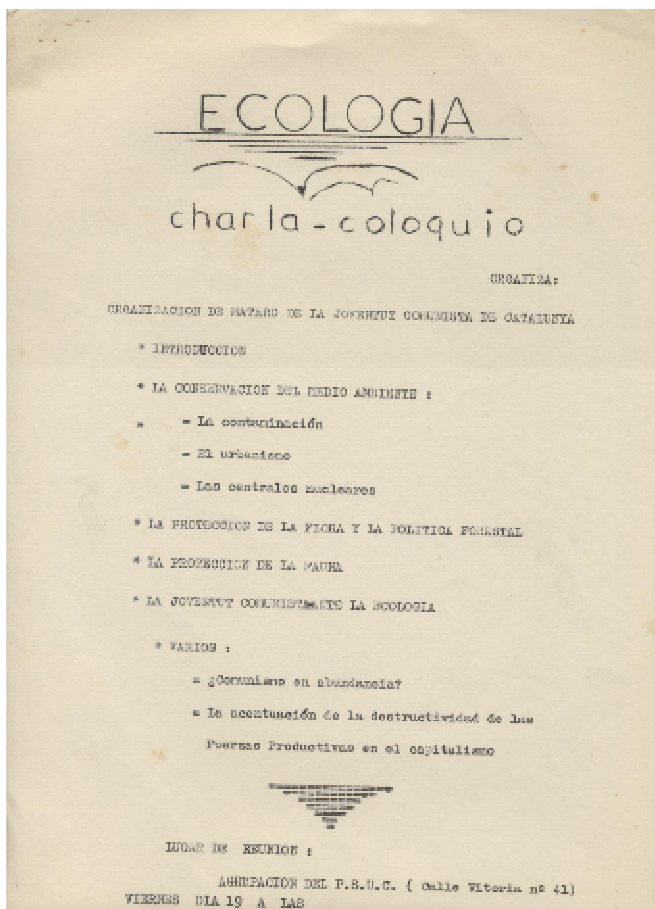 ECOLOGIA
charla - coloquio
ORGANIZA:
ORGANIZACION DE MATARO DE LA JOVENTUT COMUNISTA DE CATALUNYA
* INTRODUCCION
* LA CONSERVACION DEL MEDIO AMBIENTE :
* - La contaminación
- El urbanismo
- Las centrales nucleares
* LA PROTECCION DE LA FLORA Y LA POLITICA FORESTAL
* LA PROTECCION DE LA FAUNA
* LA JOVENTUT COMUNISTA ANTE LA ECOLOGIA
* VARIOS :
- ¿Comunismo en abundancia?
- La acentuación de la destructividad de las
Fuerzas Productivas en el capitalismo
LUGAR DE REUNION :
AGRUPACION DEL P.S.U.C. ( Calle Vitoria nº 41)
VIERNES DIA 19 A LAS